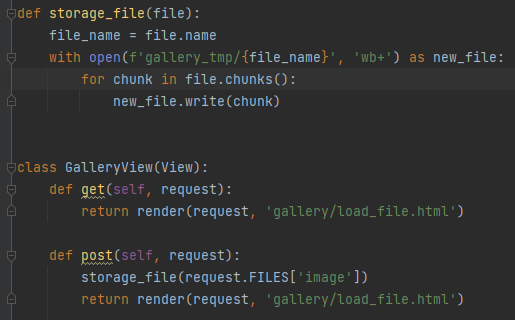 def storage_file(file):
    file_name = file.name
    with open(f'gallery_tmp/{file_name}', 'wb+') as new_file:
        for chunk in file.chunks():
            new_file.write(chunk)
class GalleryView(View):
    def get(self, request):
        return render(request, 'gallery/load_file.html')
    def post(self, request):
        storage_file(request.FILES['image'])
        return render(request, 'gallery/load_file.html')